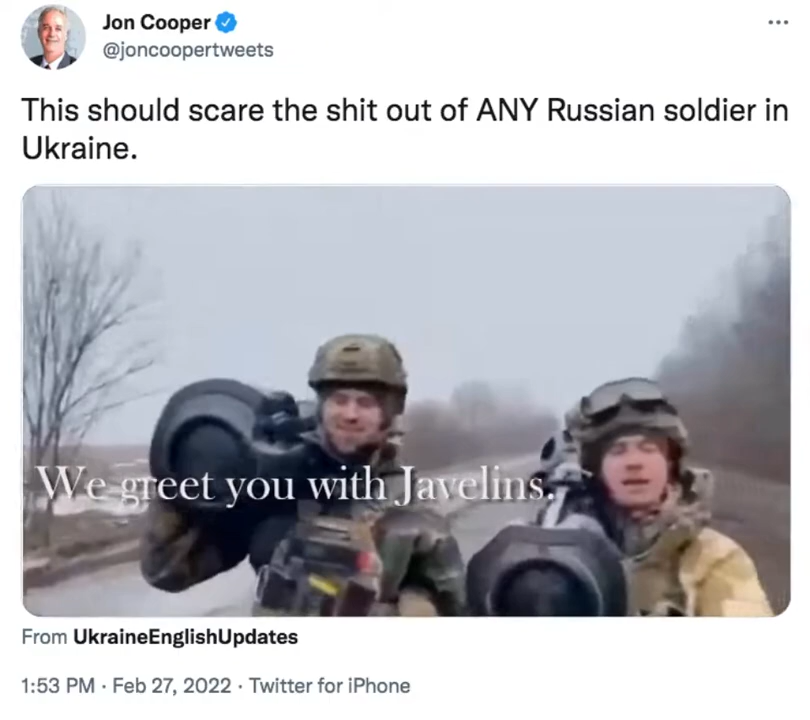 Jon Cooper
@joncoopertweets
This should scare the shit out of ANY Russian soldier in
Ukraine.
We greet you with Javelins.
From UkraineEnglishUpdates
1:53 PM · Feb 27, 2022 · Twitter for iPhone